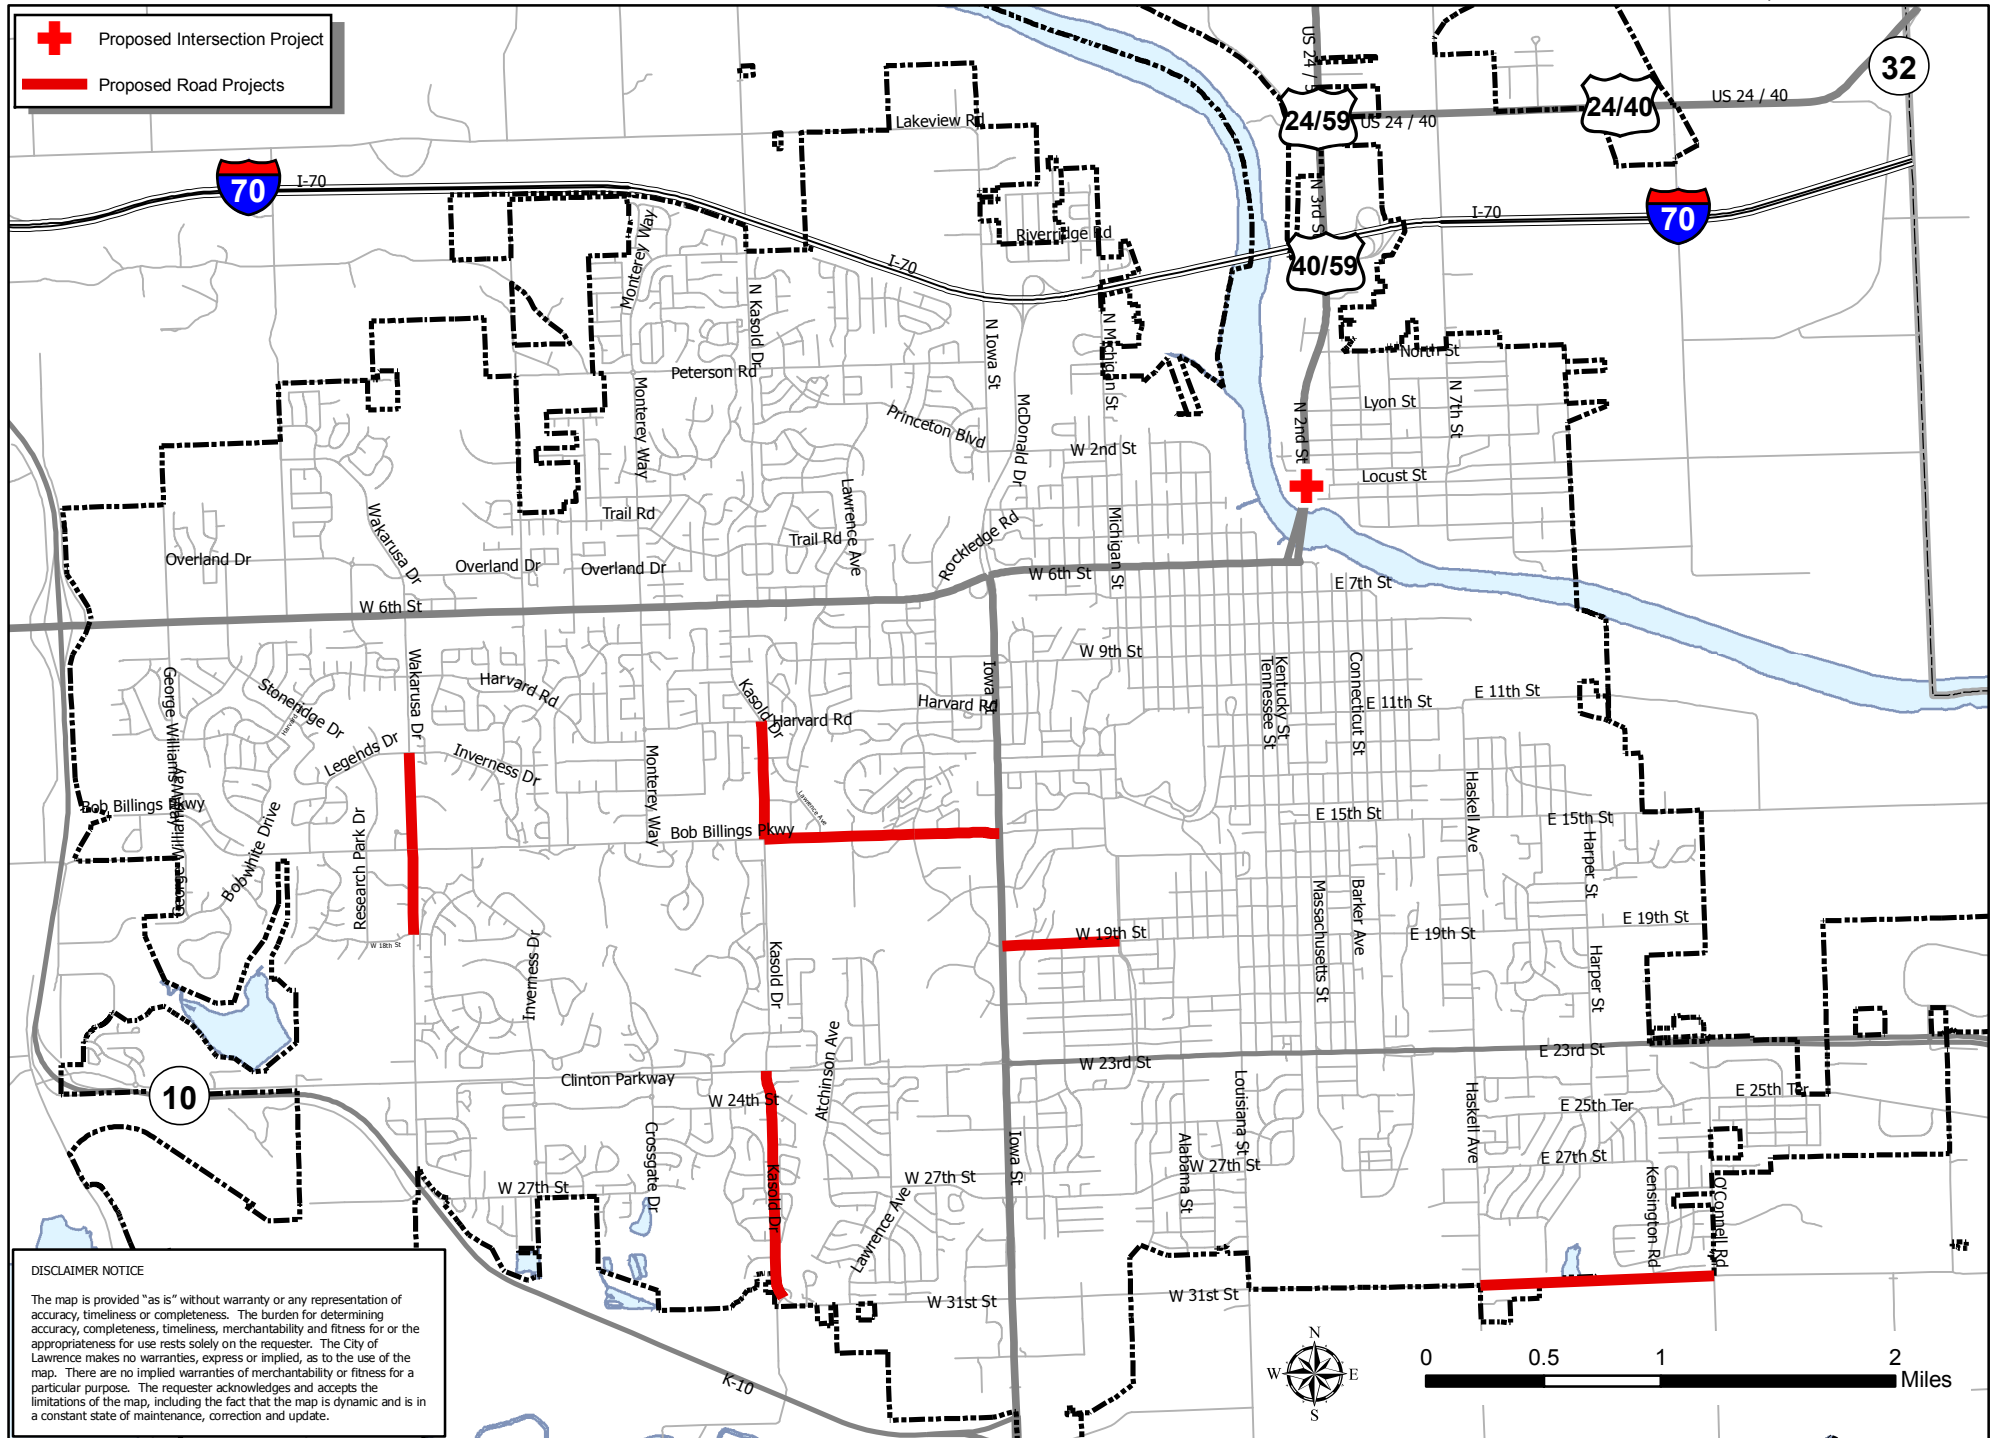 Proposed Intersection Project
Proposed Road Projects
32
US 24 / 5
24/59
US 24 / 40
24/40
US 24 / 40
Lakeview Rd
70
I-70
N 3rd S
I-70
70
Monterey Way
Riverridge Rd
I-70
40/59
N Kasold Dr
N Iowa St
N Michigan St
North St
Peterson Rd
Monterey Way
Princeton Blvd
McDonald Dr
Lyon St
N 7th St
N 2nd St
W 2nd St
Locust St
Wakarusa Dr
Trail Rd
Lawrence Ave
Trail Rd
Rockledge Rd
Michigan St
Overland Dr
Overland Dr
Overland Dr
W 6th St
E 7th St
W 6th St
W 9th St
George Williams Way
Stoneridge Dr
Harvard
Wakarusa Dr
Harvard Rd
Kasold Dr
Harvard Rd
Harvard Rd
Iowa St
Kentucky St
Tennessee St
Connecticut St
E 11th St
E 11th St
Legends Dr
Inverness Dr
Monterey Way
Lawrence Ave
Bob Billings Pkwy
George Williams Way
Bobwhite Drive
Research Park Dr
Bob Billings Pkwy
E 15th St
Haskell Ave
E 15th St
Harper St
Massachusetts St
Barker Ave
W 18th St
Inverness Dr
Kasold Dr
W 19th St
E 19th St
E 19th St
Harper St
10
Clinton Parkway
Atchinson Ave
W 23rd St
E 23rd St
W 24th St
Louisiana St
Haskell Ave
E 25th Ter
E 25th Ter
Crossgate Dr
Iowa St
Alabama St
W 27th St
Kasold Dr
Lawrence Ave
W 27th St
W 27th St
E 27th St
Kensington Rd
O'Connell Rd
W 31st St
W 31st St
K-10
DISCLAIMER NOTICE
The map is provided “as is” without warranty or any representation of
accuracy, timeliness or completeness. The burden for determining
accuracy, completeness, timeliness, merchantability and fitness for or the
appropriateness for use rests solely on the requester. The City of
Lawrence makes no warranties, express or implied, as to the use of the
map. There are no implied warranties of merchantability or fitness for a
particular purpose. The requester acknowledges and accepts the
limitations of the map, including the fact that the map is dynamic and is in
a constant state of maintenance, correction and update.
N
W
E
S
0
0.5
1
2
Miles